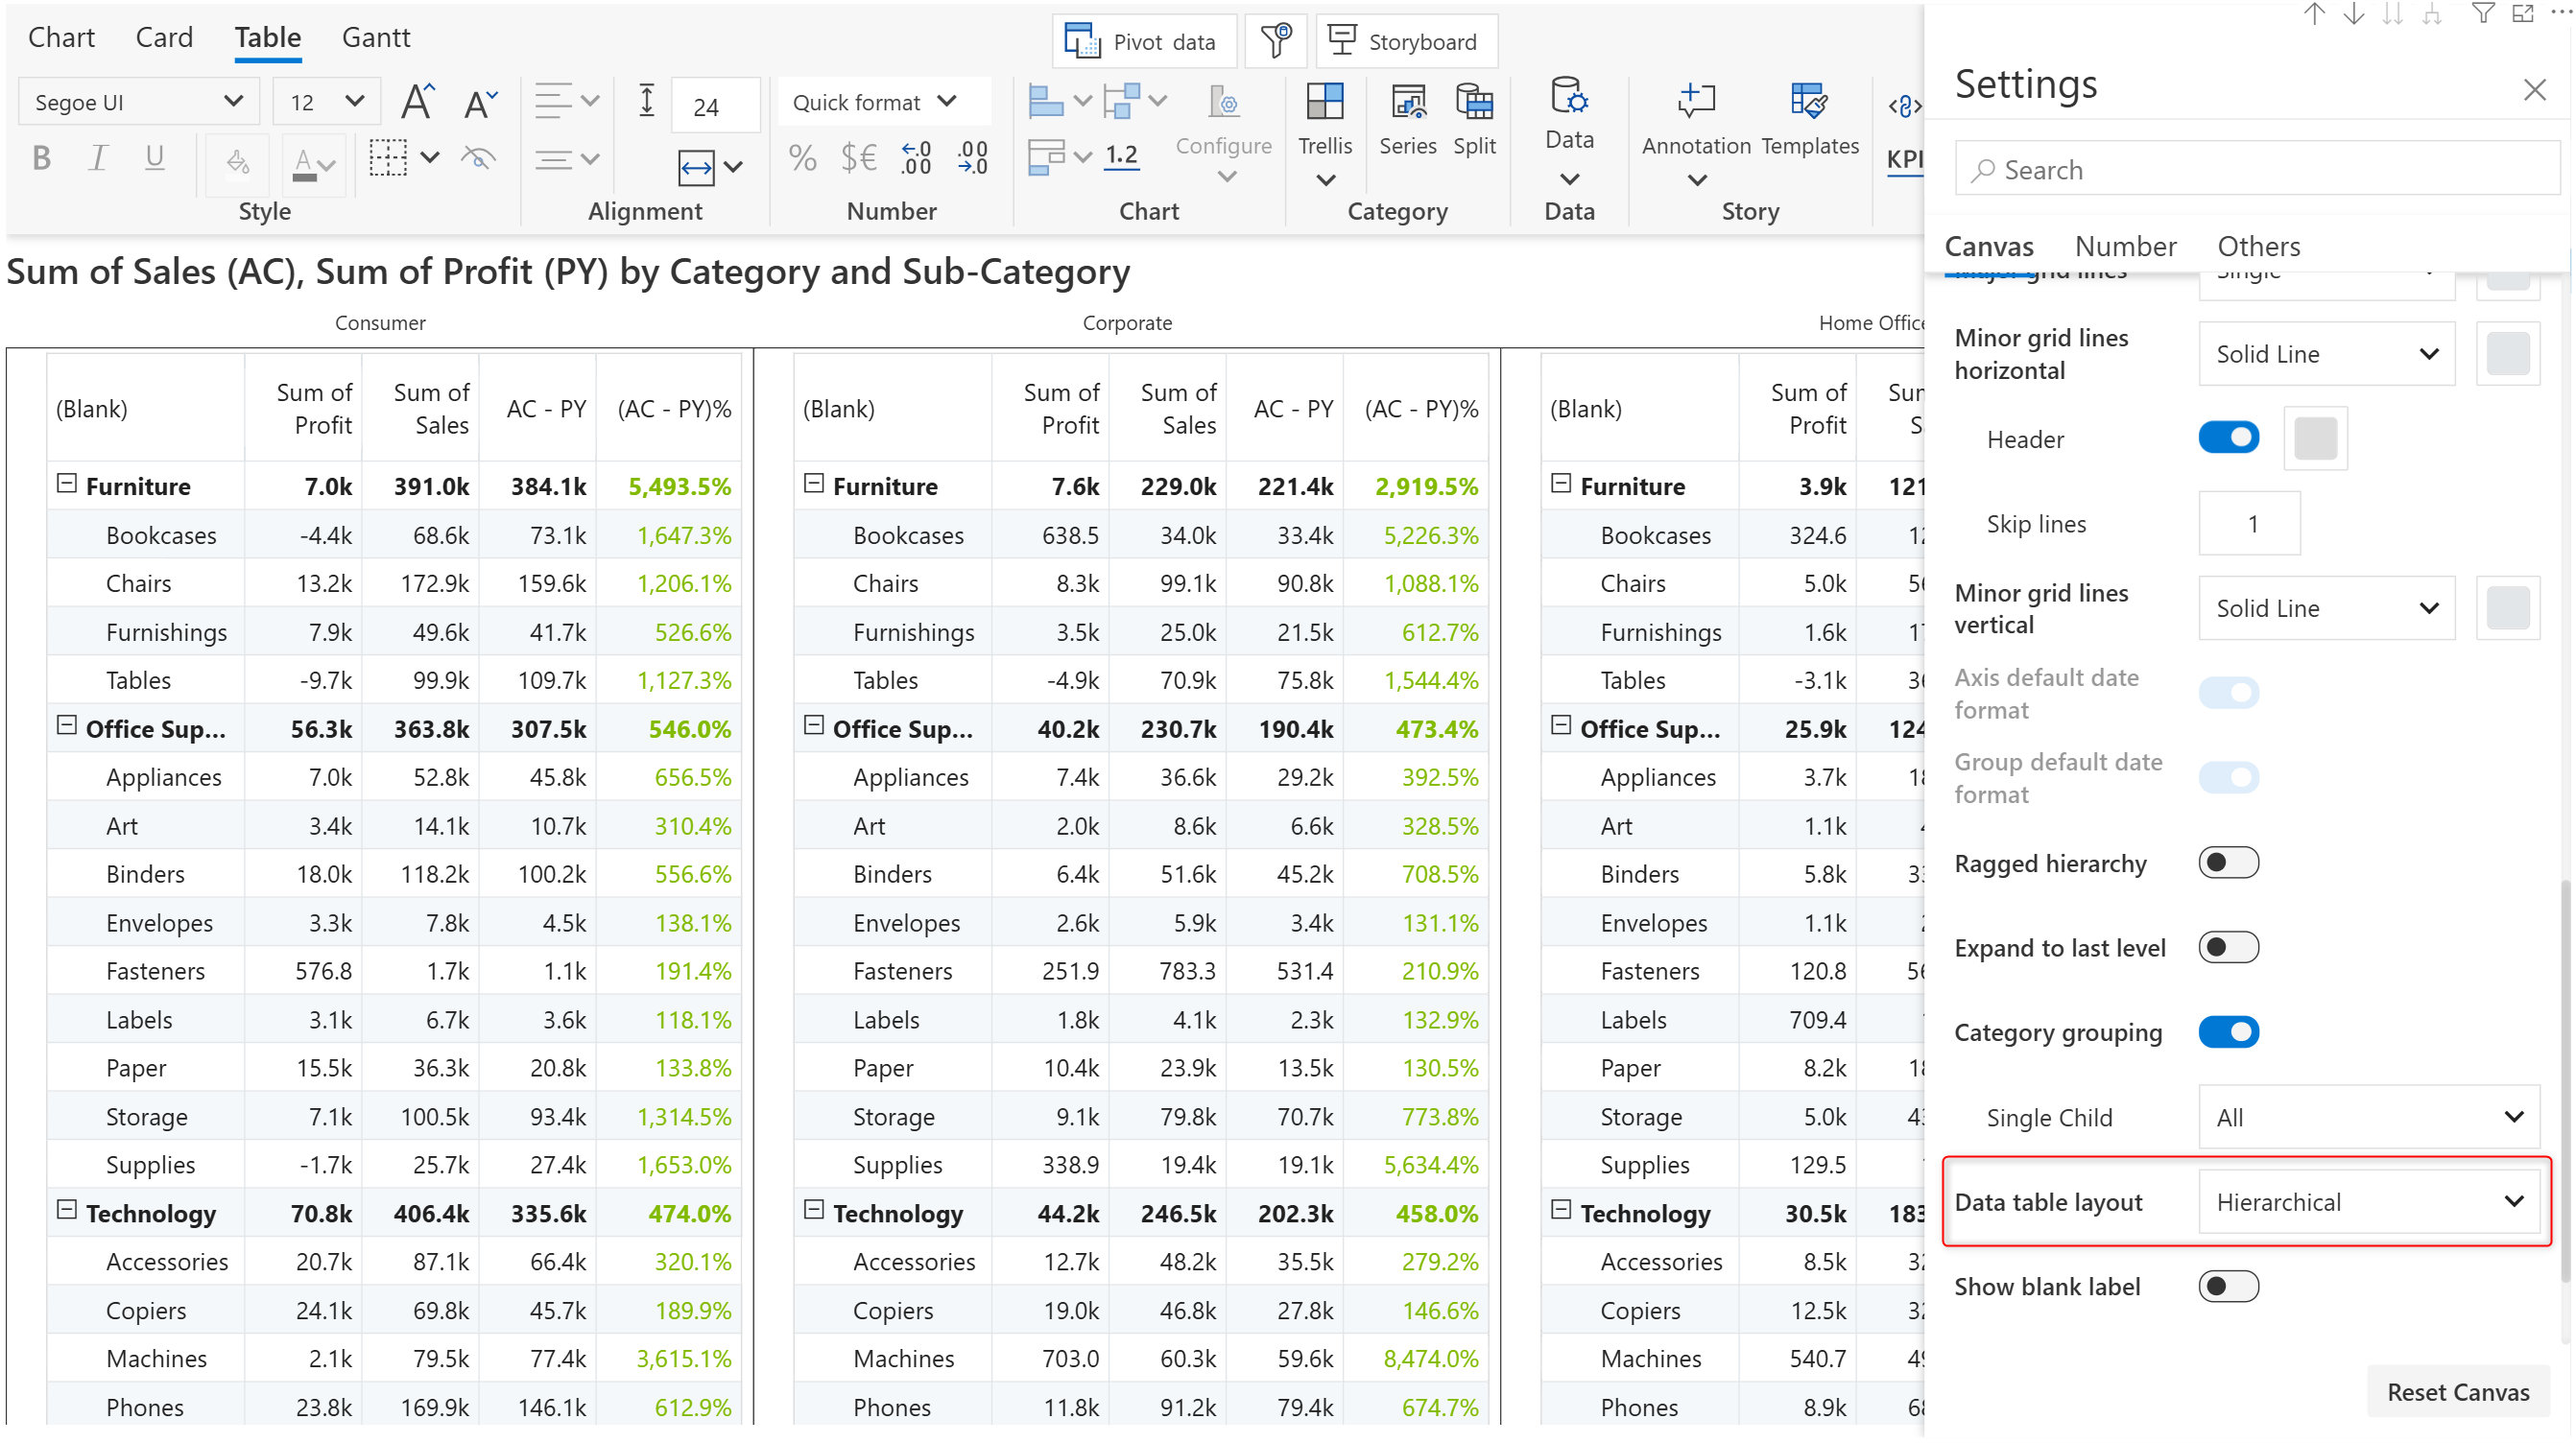 Chart Card Table Gantt
Pivot data
Storyboard
Segoe UI 12
24
Quick format
Configure
Trellis
Series Split
Data
Annotation Templates
B I U
A
% $€
1.2
KPI
Style Alignment Number Chart Category Data Story
Sum of Sales (AC), Sum of Profit (PY) by Category and Sub-Category
Consumer Corporate
(Blank) Sum of Profit Sum of Sales AC - PY (AC - PY)% (Blank) Sum of Profit Sum of Sales AC - PY (AC - PY)% (Blank) Sum of Profit
Furniture 7.0k 391.0k 384.1k 5,493.5% Furniture 7.6k 229.0k 221.4k 2,919.5% Furniture 3.9k
Bookcases -4.4k 68.6k 73.1k 1,647.3% Bookcases 638.5 34.0k 33.4k 5,226.3% Bookcases 324.6
Chairs 13.2k 172.9k 159.6k 1,206.1% Chairs 8.3k 99.1k 90.8k 1,088.1% Chairs 5.0k
Furnishings 7.9k 49.6k 41.7k 526.6% Furnishings 3.5k 25.0k 21.5k 612.7% Furnishings 1.6k
Tables -9.7k 99.9k 109.7k 1,127.3% Tables -4.9k 70.9k 75.8k 1,544.4% Tables -3.1k
Office Sup... 56.3k 363.8k 307.5k 546.0% Office Sup... 40.2k 230.7k 190.4k 473.4% Office Sup... 25.9k
Appliances 7.0k 52.8k 45.8k 656.5% Appliances 7.4k 36.6k 29.2k 392.5% Appliances 3.7k
Art 3.4k 14.1k 10.7k 310.4% Art 2.0k 8.6k 6.6k 328.5% Art 1.1k
Binders 18.0k 118.2k 100.2k 556.6% Binders 6.4k 51.6k 45.2k 708.5% Binders 5.8k
Envelopes 3.3k 7.8k 4.5k 138.1% Envelopes 2.6k 5.9k 3.4k 131.1% Envelopes 1.1k
Fasteners 576.8 1.7k 1.1k 191.4% Fasteners 251.9 783.3 531.4 210.9% Fasteners 120.8
Labels 3.1k 6.7k 3.6k 118.1% Labels 1.8k 4.1k 2.3k 132.9% Labels 709.4
Paper 15.5k 36.3k 20.8k 133.8% Paper 10.4k 23.9k 13.5k 130.5% Paper 8.2k
Storage 7.1k 100.5k 93.4k 1,314.5% Storage 9.1k 79.8k 70.7k 773.8% Storage 5.0k
Supplies -1.7k 25.7k 27.4k 1,653.0% Supplies 338.9 19.4k 19.1k 5,634.4% Supplies 129.5
Technology 70.8k 406.4k 335.6k 474.0% Technology 44.2k 246.5k 202.3k 458.0% Technology 30.5k
Accessories 20.7k 87.1k 66.4k 320.1% Accessories 12.7k 48.2k 35.5k 279.2% Accessories 8.5k
Copiers 24.1k 69.8k 45.7k 189.9% Copiers 19.0k 46.8k 27.8k 146.6% Copiers 12.5k
Machines 2.1k 79.5k 77.4k 3,615.1% Machines 703.0 60.3k 59.6k 8,474.0% Machines 540.7
Phones 23.8k 169.9k 146.1k 612.9% Phones 11.8k 91.2k 79.4k 674.7% Phones 8.9k
Settings
Search
Canvas Number Others
Major grid lines Single
Minor grid lines
horizontal
Solid Line
Header
Skip lines 1
Minor grid lines
vertical
Solid Line
Axis default date
format
Group default date
format
Ragged hierarchy
Expand to last level
Category grouping
Single Child All
Data table layout Hierarchical
Show blank label
Reset Canvas